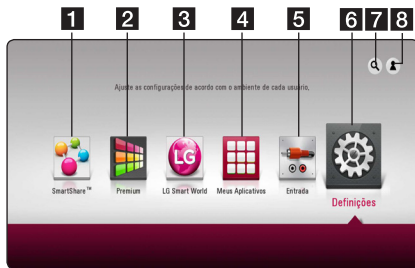 1 2 3 4 5 6 7 8
Ajuste as configurações de acordo com o ambiente de cada usuário.
LG
SmartShare™ Premium LG Smart World Meus Aplicativos Entrada
Definições